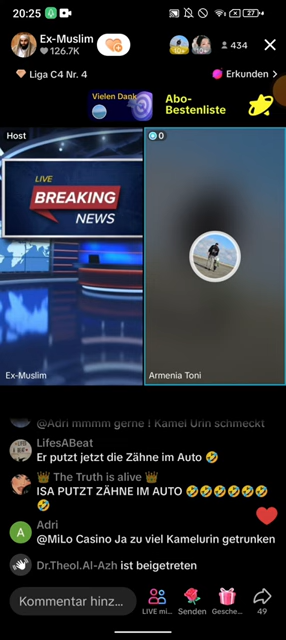 20:25
27
Ex-Muslim
126.7K
10+
10+
434
Liga C4 Nr. 4
Erkunden
Vielen Dank
Abo-
Bestenliste
Host
0
LIVE
BREAKING
NEWS
Ex-Muslim
Armenia Toni
@Adri mmmm gerne ! Kamel Urin schmeckt
LifesABeat
Er putzt jetzt die Zähne im Auto 🤣
👑 The Truth is alive 👑
ISA PUTZT ZÄHNE IM AUTO 🤣🤣🤣🤣🤣🤣
🤣
A
Adri
@MiLo Casino Ja zu viel Kamelurin getrunken
Dr.Theol.Al-Azh ist beigetreten
Kommentar hinz...
LIVE mi...
Senden
Gesche...
49